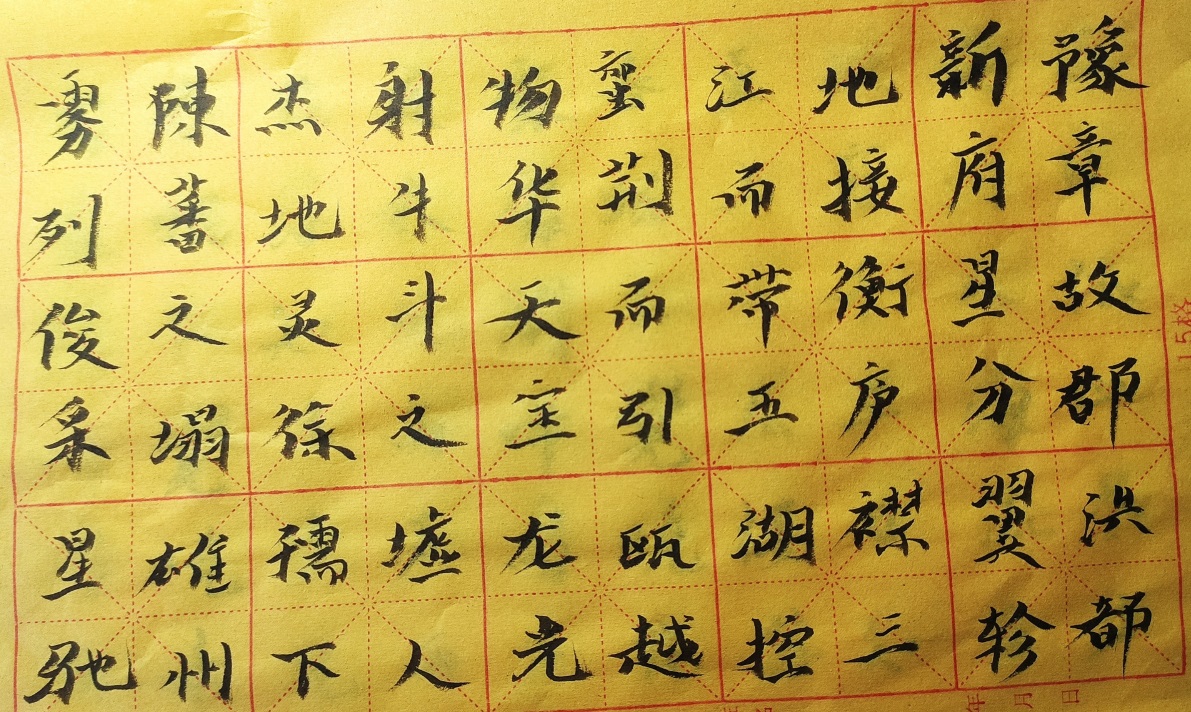 豫章故郡洪都
新府星分翼轸
地接衡庐襟三
江而带五湖控
蛮荆而引瓯越
物华天宝龙光
射牛斗之墟人
杰地灵徐孺下
陈蕃之塌雄州
雾列俊采星驰
15格
年 月 日